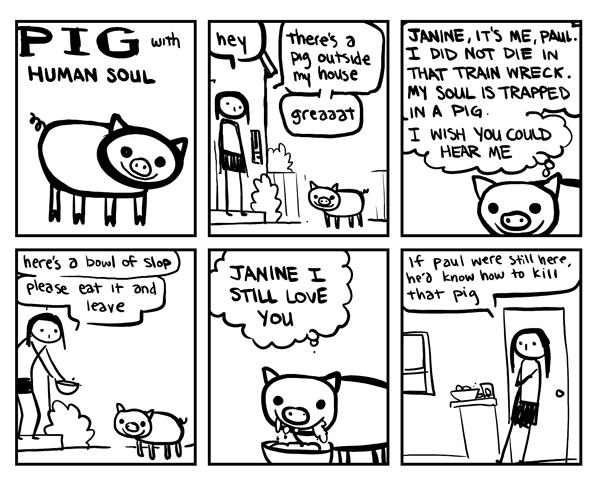 PIG with
HUMAN SOUL
hey
there's a
pig outside
my house
greaaat
JANINE, IT'S ME, PAUL.
I DID NOT DIE IN
THAT TRAIN WRECK.
MY SOUL IS TRAPPED
IN A PIG.
I WISH YOU COULD
HEAR ME
here's a bowl of slop
please eat it and
leave
JANINE I
STILL LOVE
YOU
If Paul were still here,
he'd know how to kill
that pig